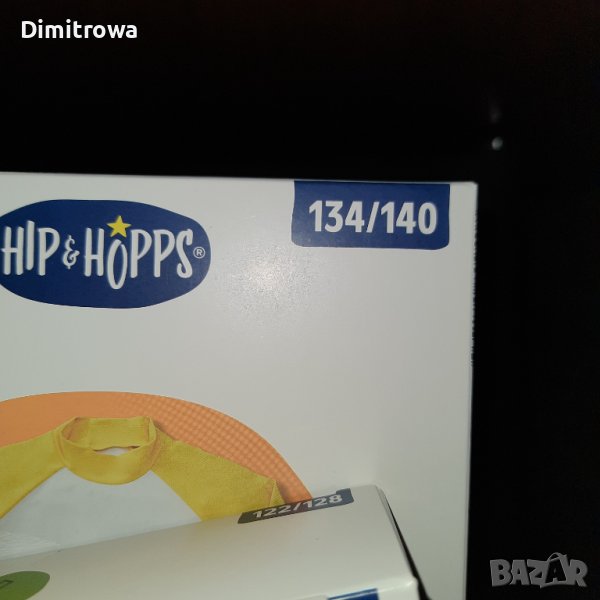 Dimitrowa
134/140
HIP & HOPPS®
122/128
BAZAR